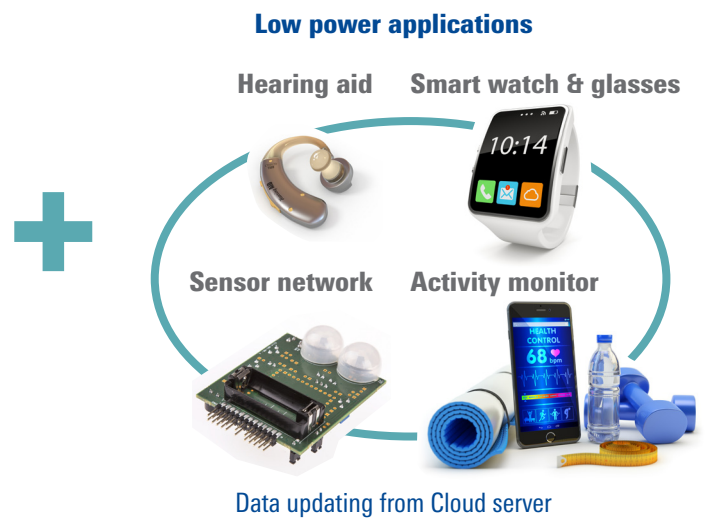 Low power applications
Hearing aid
Smart watch & glasses
10:14
Sensor network
Activity monitor
HEALTH
CONTROL
68 bpm
Data updating from Cloud server